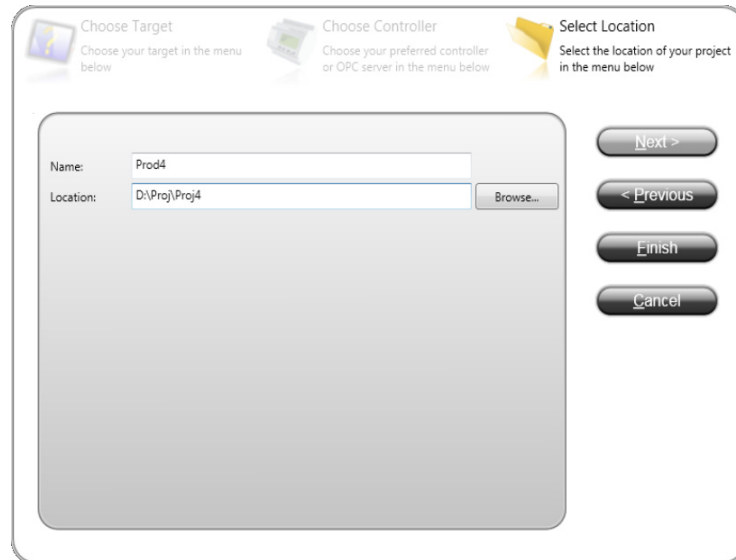 Choose Target
Choose your target in the menu
below
Choose Controller
Choose your preferred controller
or OPC server in the menu below
Select Location
Select the location of your project
in the menu below
Name:
Prod4
Location:
D:\Proj\Proj4
Browse...
Next >
< Previous
Finish
Cancel